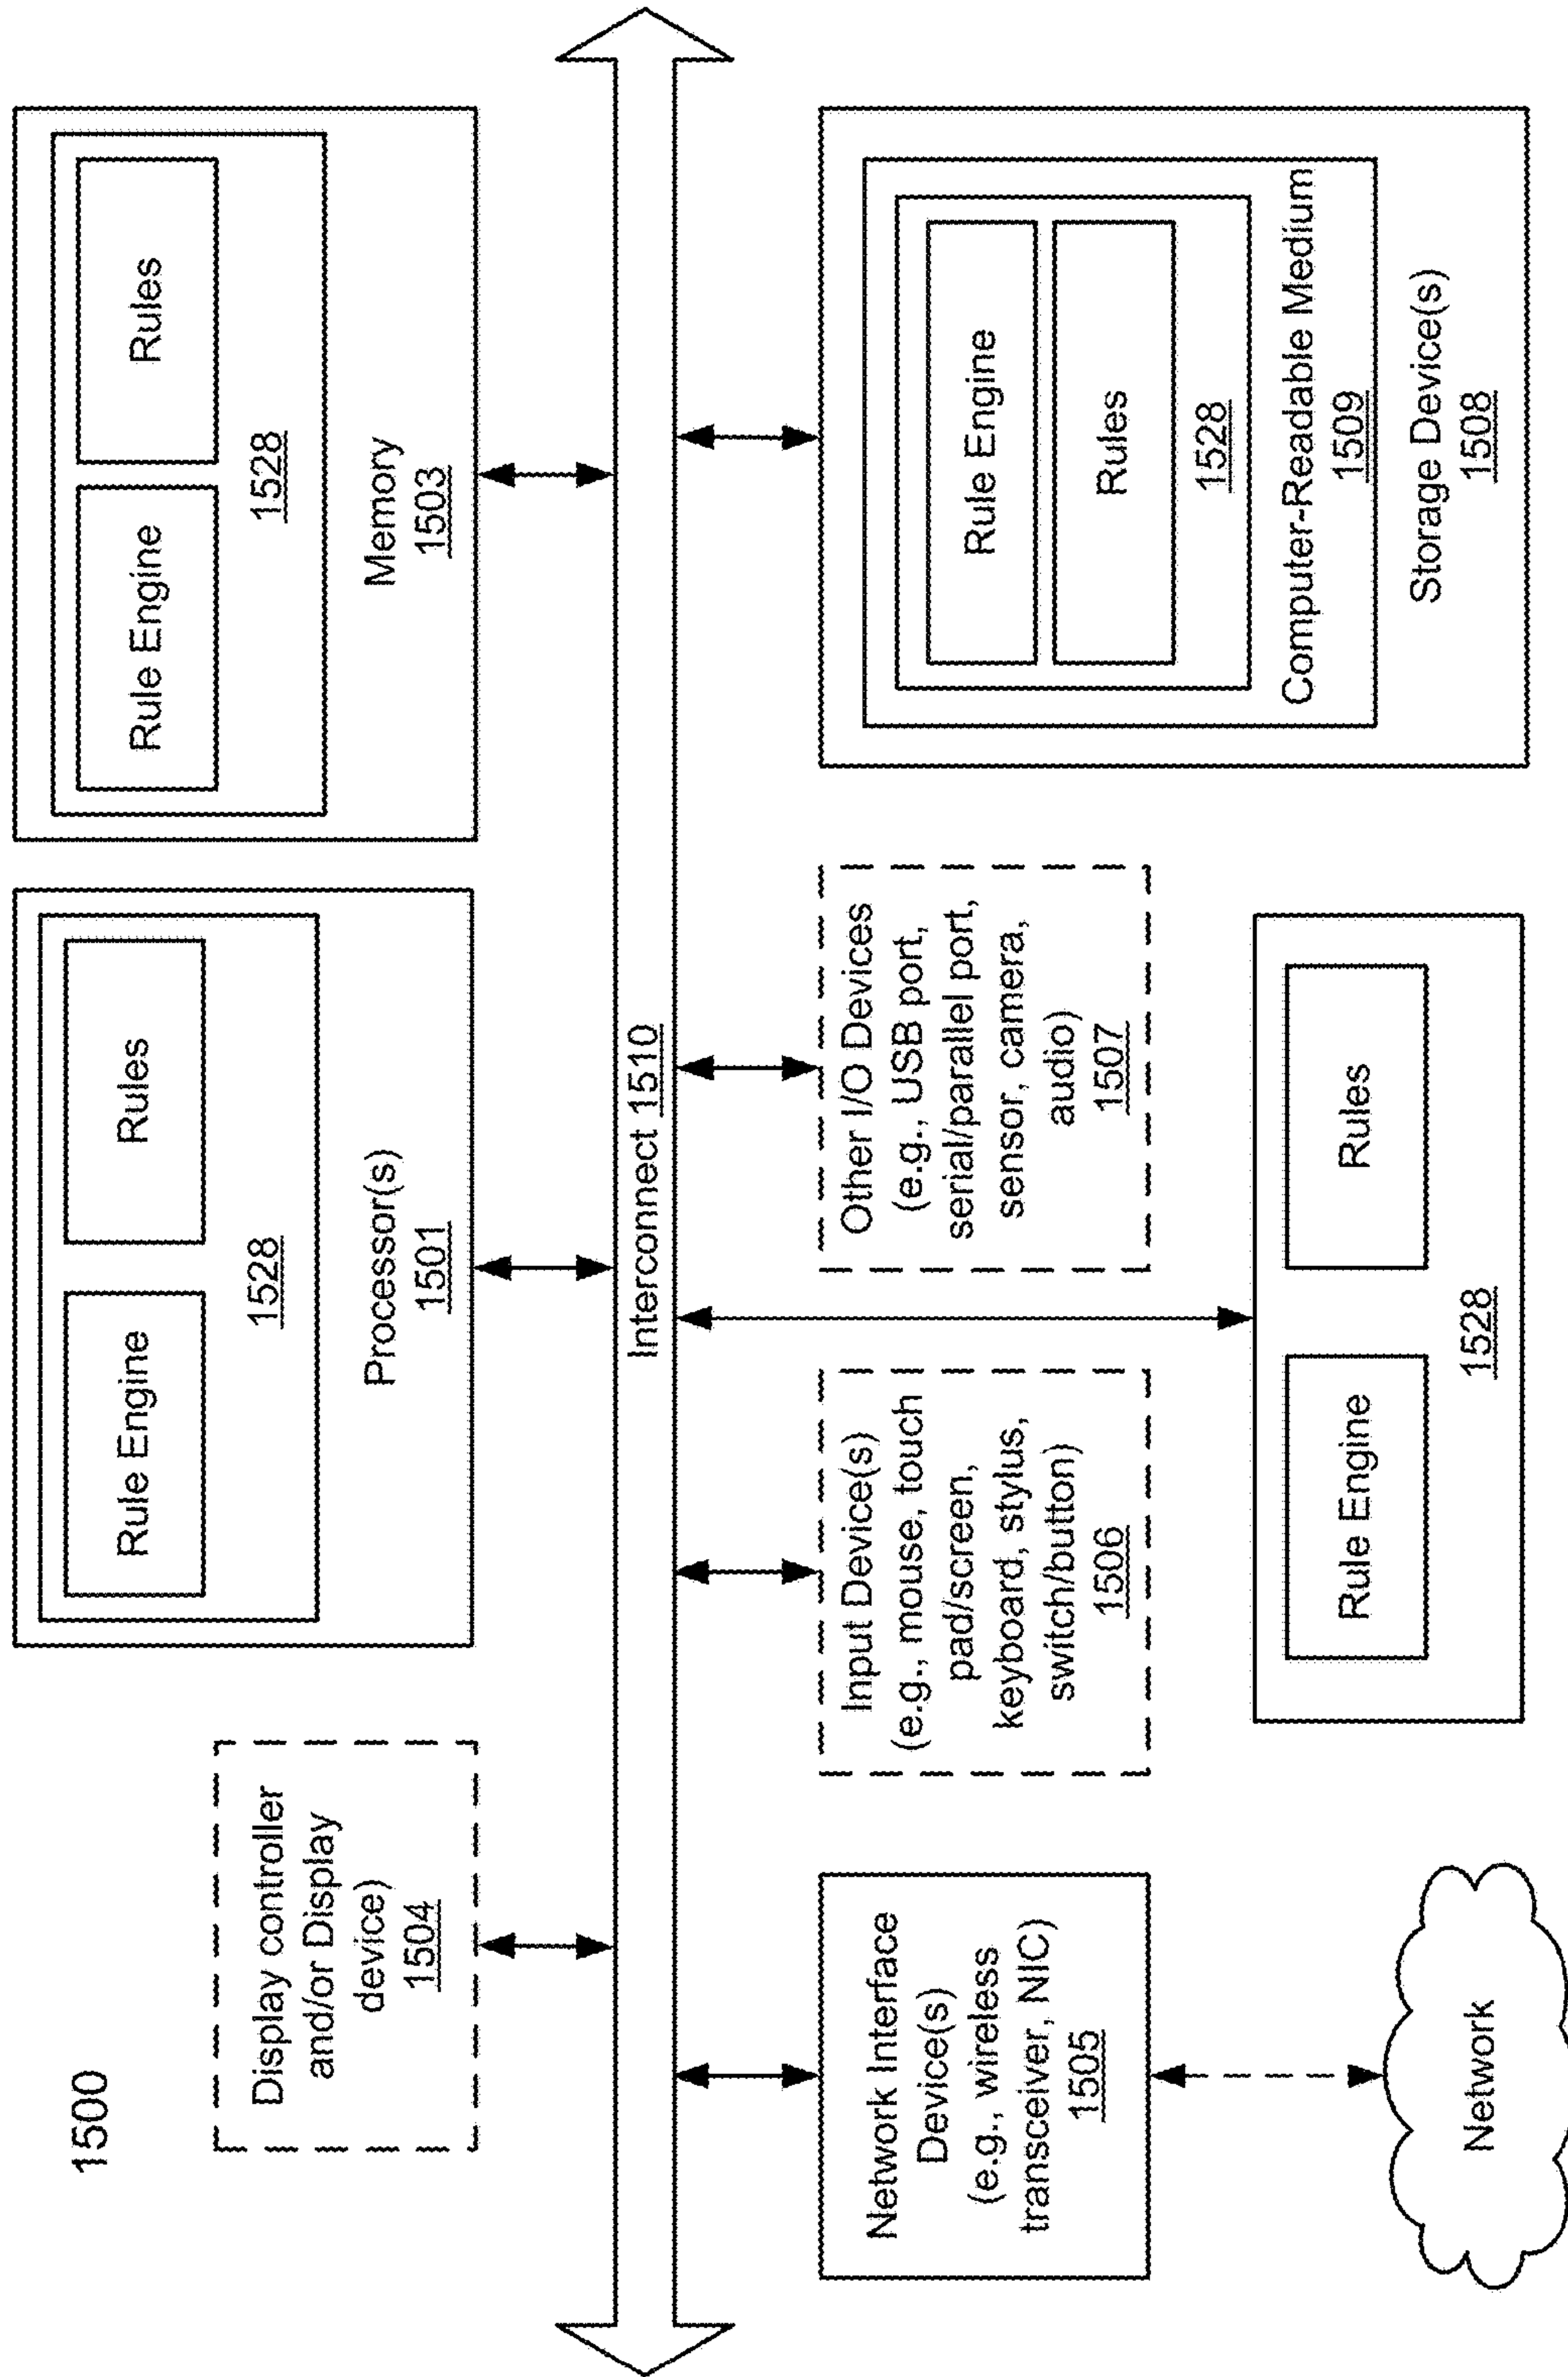 1500
Display controller
and/or Display
device)
1504
Rule Engine
Rules
1528
Processor(s)
1501
Rule Engine
Rules
1528
Memory
1503
Interconnect 1510
Network Interface
Device(s)
(e.g., wireless
transceiver, NIC)
1505
Input Device(s)
(e.g., mouse, touch
pad/screen,
keyboard, stylus,
switch/button)
1506
Other I/O Devices
(e.g., USB port,
serial/parallel port,
sensor, camera,
audio)
1507
Rule Engine
Rules
1528
Computer-Readable Medium
1509
Storage Device(s)
1508
Network
Rule Engine
Rules
1528